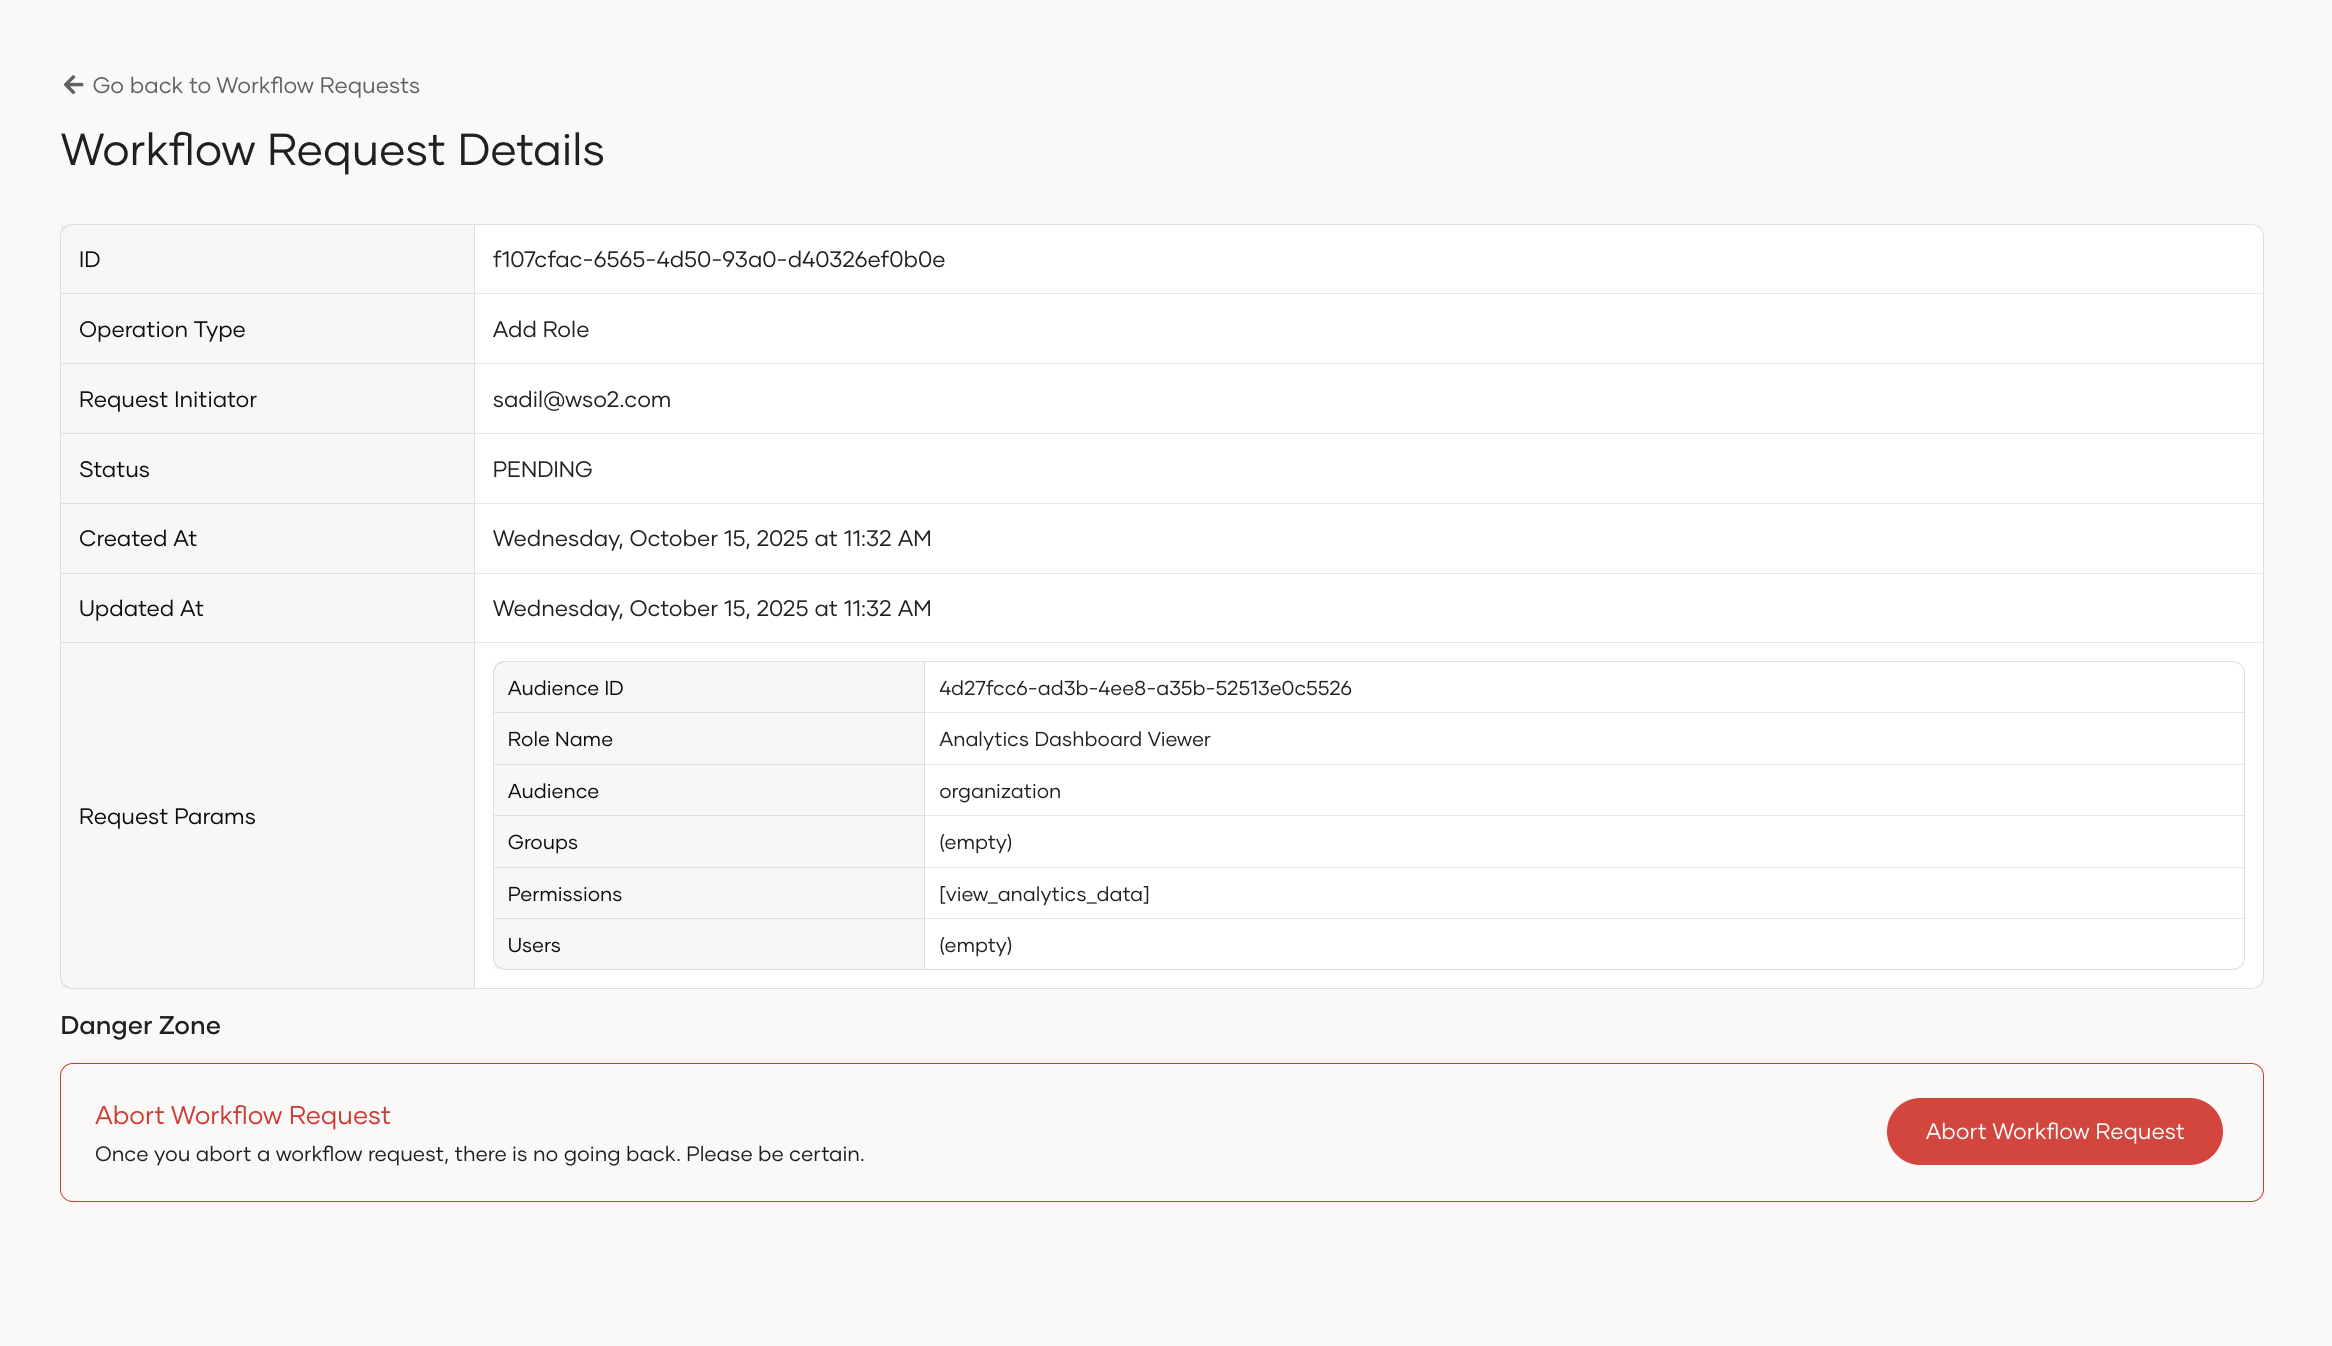 Go back to Workflow Requests
Workflow Request Details
ID f107cfac-6565-4d50-93a0-d40326ef0b0e
Operation Type Add Role
Request Initiator sadil@wso2.com
Status PENDING
Created At Wednesday, October 15, 2025 at 11:32 AM
Updated At Wednesday, October 15, 2025 at 11:32 AM
Request Params
Audience ID 4d27fcc6-ad3b-4ee8-a35b-52513e0c5526
Role Name Analytics Dashboard Viewer
Audience organization
Groups (empty)
Permissions [view_analytics_data]
Users (empty)
Danger Zone
Abort Workflow Request
Once you abort a workflow request, there is no going back. Please be certain.
Abort Workflow Request